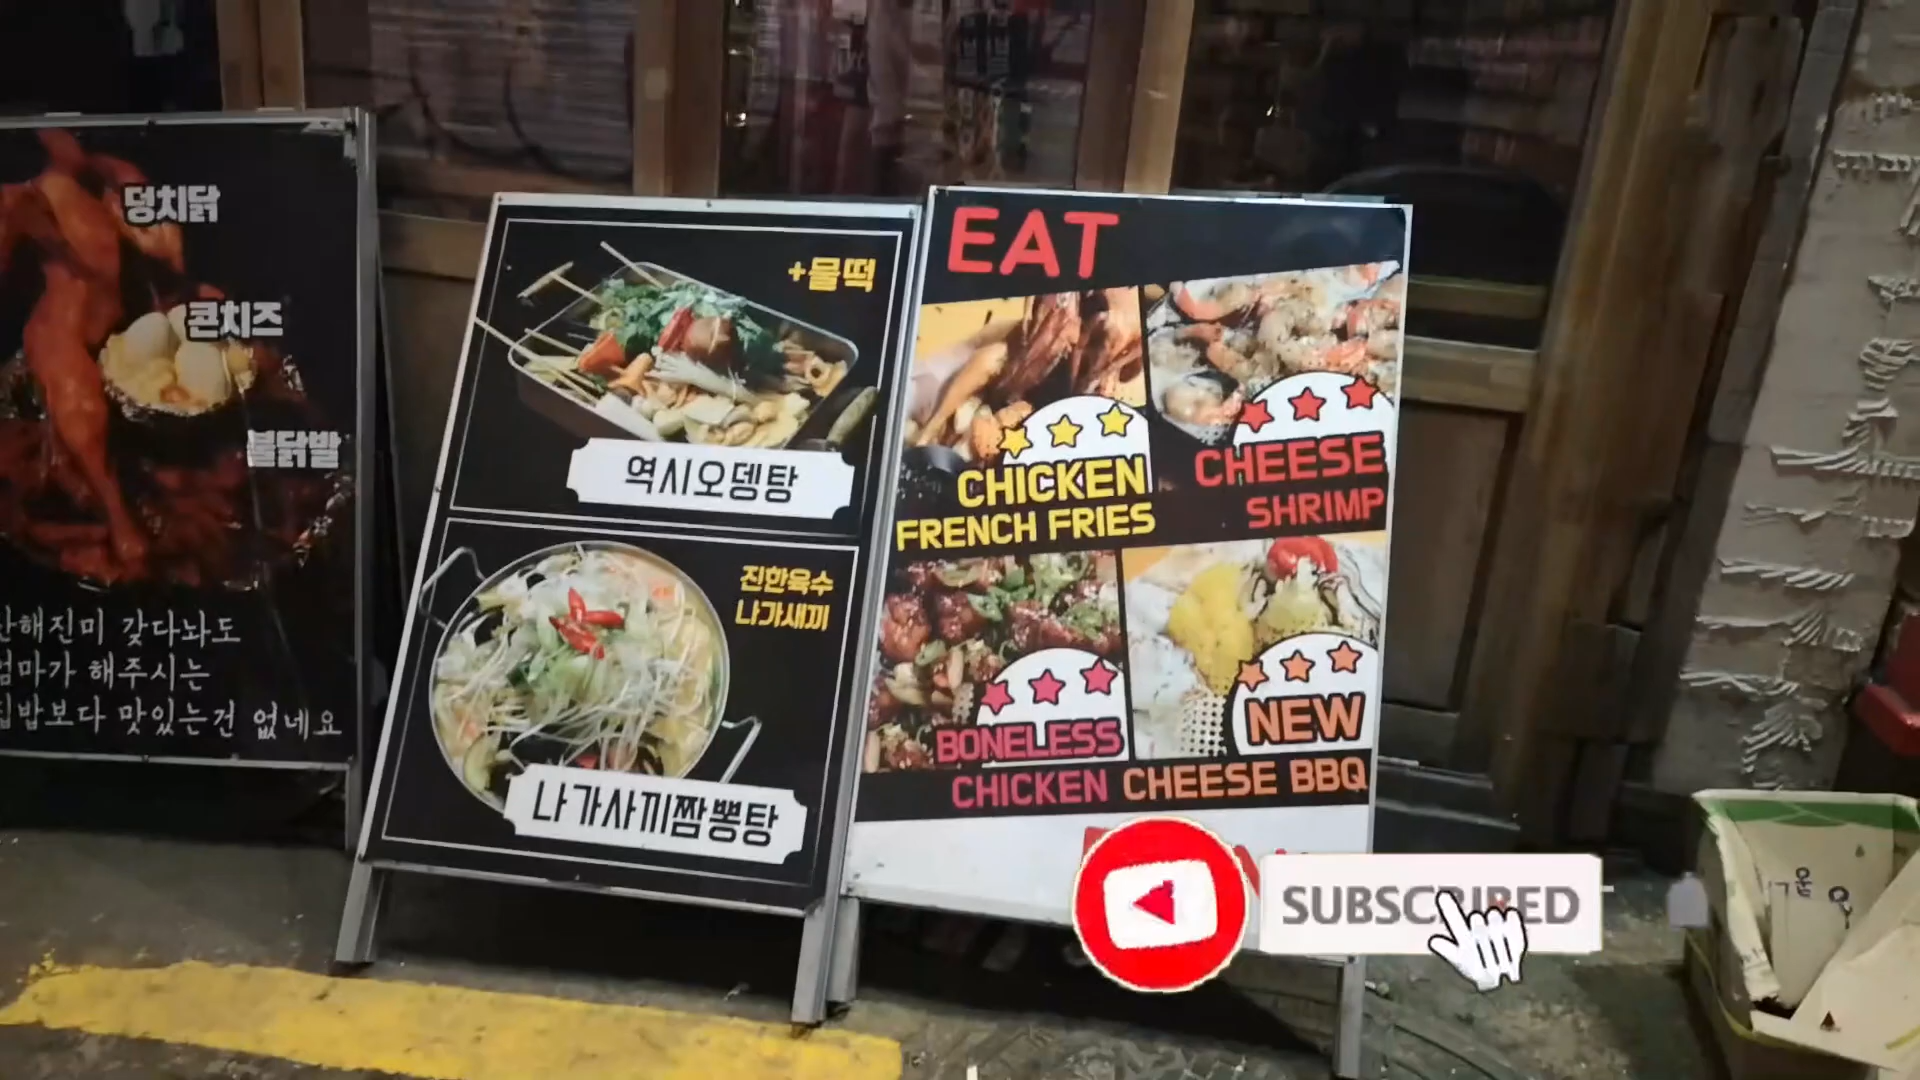 덩치닭
콘치즈
불닭발
산해진미 갖다놔도
엄마가 해주시는
집밥보다 맛있는건 없네요
+물떡
역시오뎅탕
진한육수
나가새끼
나가사끼짬뽕탕
EAT
CHICKEN
FRENCH FRIES
CHEESE
SHRIMP
BONELESS
CHICKEN
NEW
CHEESE BBQ
SUBSCRIBED